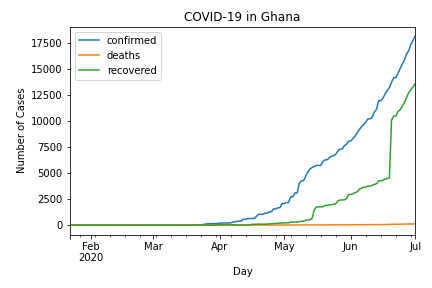 COVID-19 in Ghana
confirmed
deaths
recovered
Number of Cases
17500
15000
12500
10000
7500
5000
2500
0
Feb
2020
Mar
Apr
May
Jun
Jul
Day